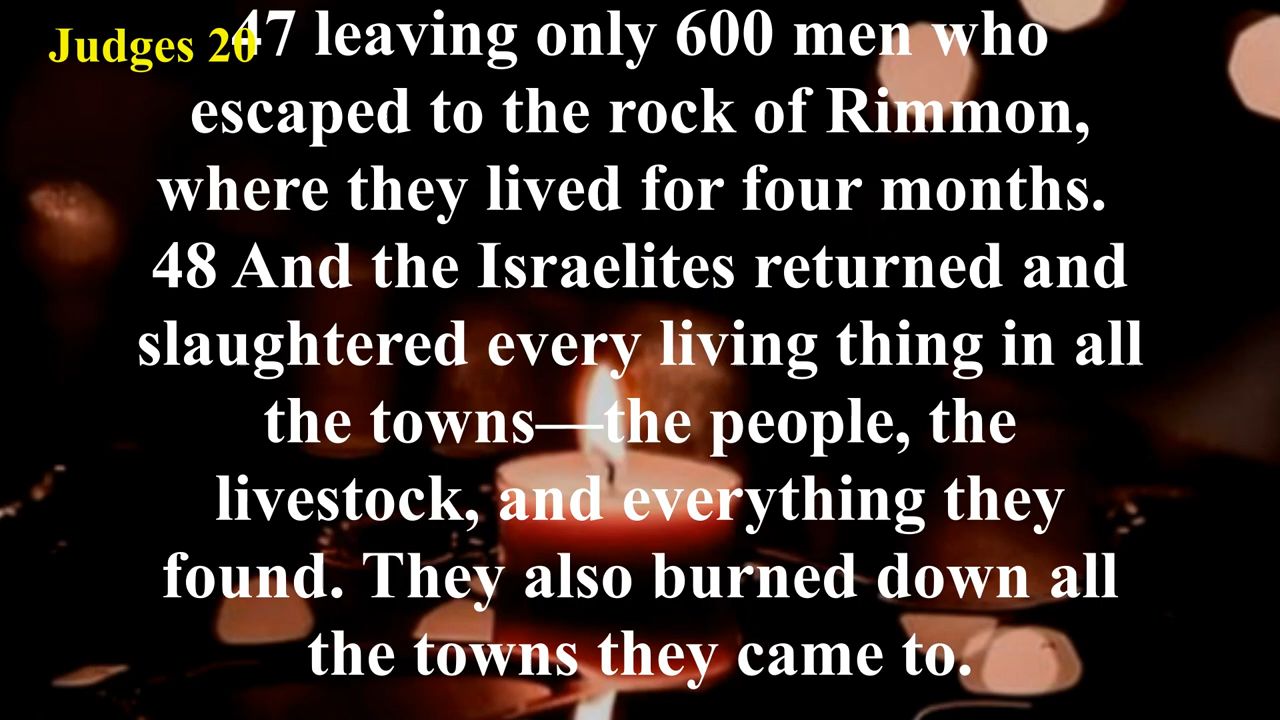 Judges 20
47 leaving only 600 men who
escaped to the rock of Rimmon,
where they lived for four months.
48 And the Israelites returned and
slaughtered every living thing in all
the towns—the people, the
livestock, and everything they
found. They also burned down all
the towns they came to.